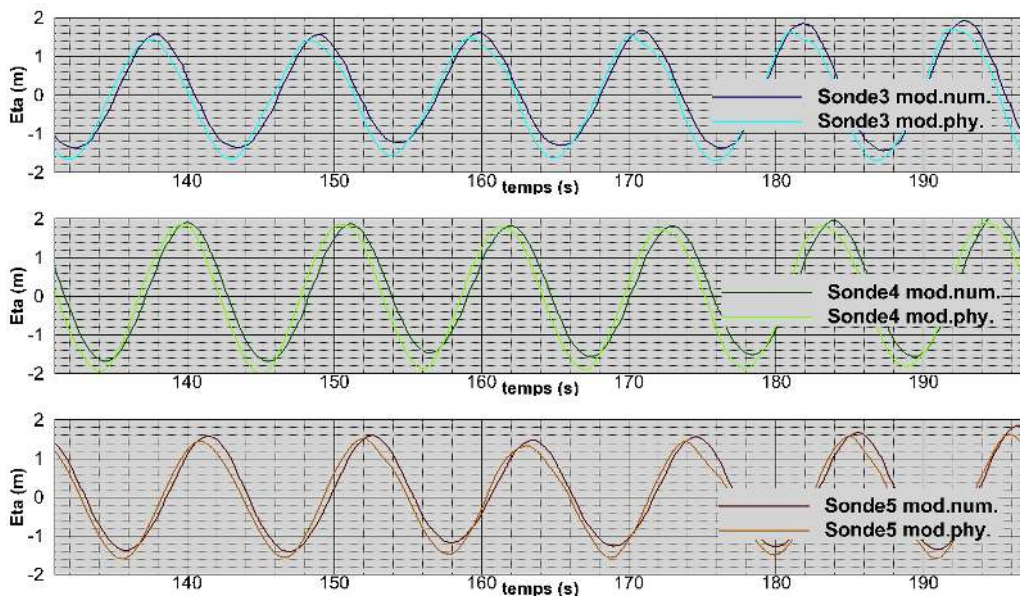 2
1
0
-1
-2
Eta (m)
Sonde3 mod.num.
Sonde3 mod.phy.
140 150 160 170 180 190
temps (s)
2
1
0
-1
-2
Eta (m)
Sonde4 mod.num.
Sonde4 mod.phy.
140 150 160 170 180 190
temps (s)
2
1
0
-1
-2
Eta (m)
Sonde5 mod.num.
Sonde5 mod.phy.
140 150 160 170 180 190
temps (s)